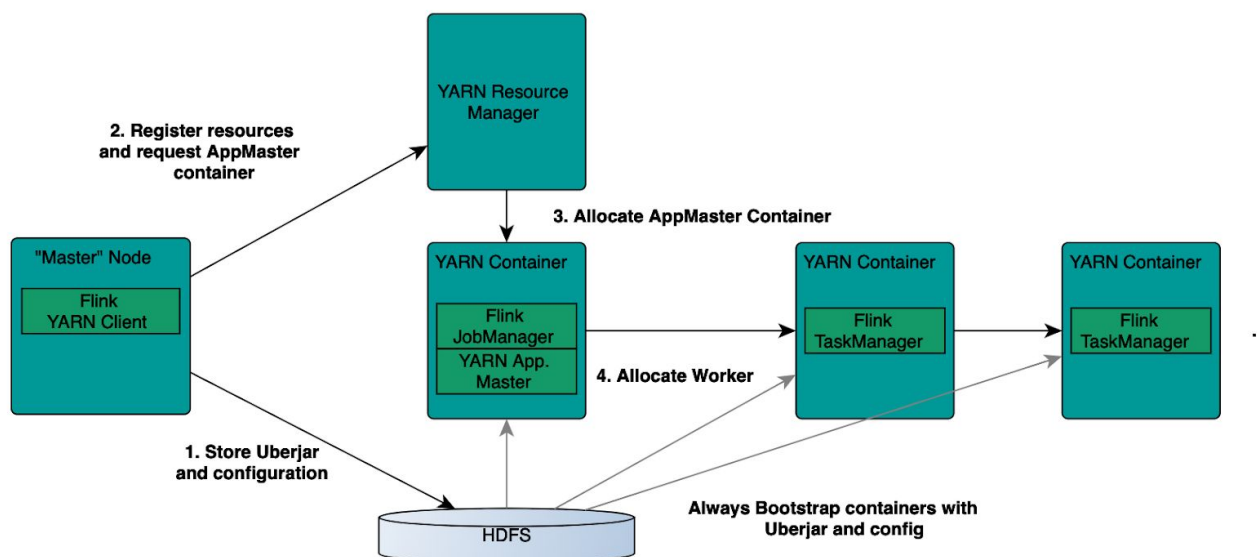 YARN Resource
Manager
2. Register resources
and request AppMaster
container
3. Allocate AppMaster Container
"Master" Node
Flink
YARN Client
YARN Container
Flink
JobManager
YARN App.
Master
4. Allocate Worker
YARN Container
Flink
TaskManager
YARN Container
Flink
TaskManager
1. Store Uberjar
and configuration
Always Bootstrap containers with
Uberjar and config
HDFS